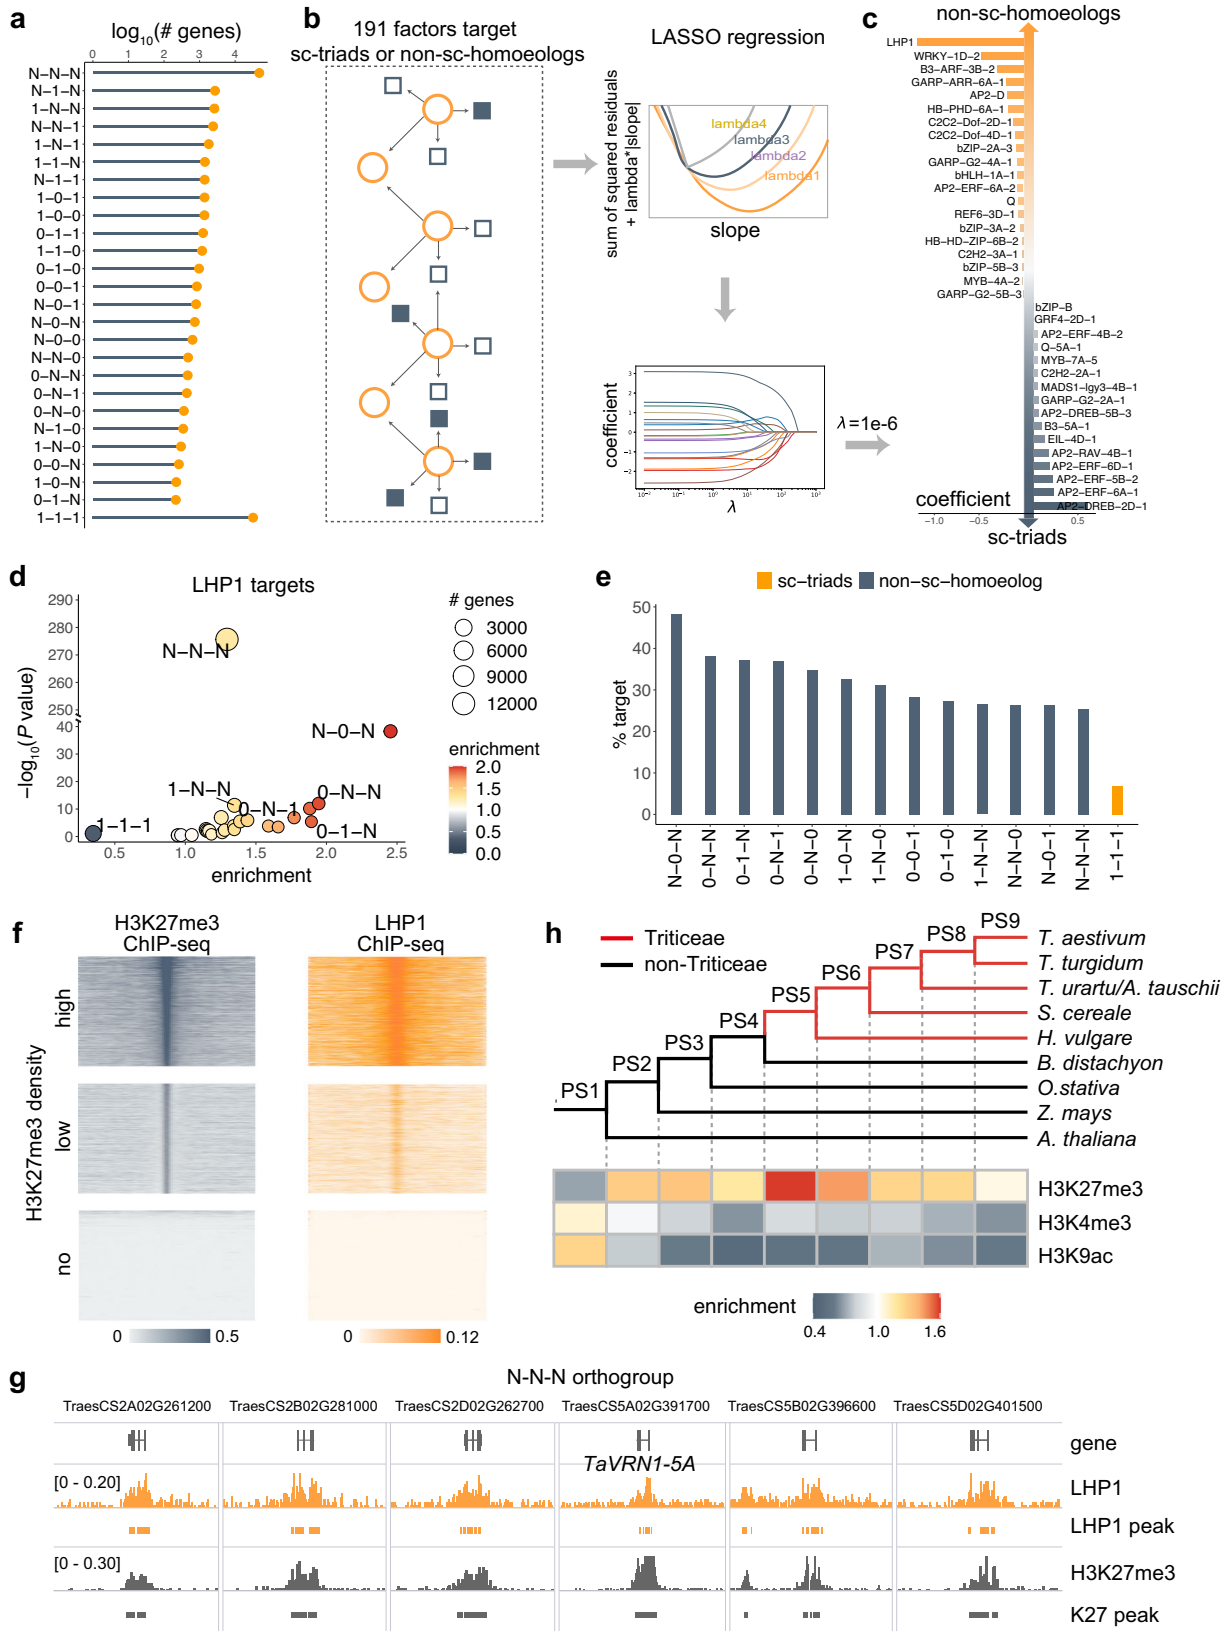 a
log10(# genes)
0 1 2 3 4
N−N−N
N−1−N
1−N−N
N−N−1
1−N−1
1−1−N
N−1−1
1−0−1
1−0−0
0−1−1
1−1−0
0−1−0
0−0−1
N−0−1
N−0−N
N−0−0
N−N−0
0−N−N
0−N−1
0−N−0
N−1−0
1−N−0
0−0−N
1−0−N
0−1−N
1−1−1
b
191 factors target
sc-triads or non-sc-homoeologs
LASSO regression
sum of squared residuals
+ lambda*|slope|
lambda4
lambda3
lambda2
lambda1
slope
coefficient
3
2
1
0
−1
−2
10⁻² 10⁻¹ 10⁰ 10¹ 10² 10³
λ
λ=1e-6
c
non-sc-homoeologs
LHP1
WRKY−1D−2
B3−ARF−3B−2
GARP−ARR−6A−1
AP2−D
HB−PHD−6A−1
C2C2−Dof−2D−1
C2C2−Dof−4D−1
bZIP−2A−3
GARP−G2−4A−1
bHLH−1A−1
AP2−ERF−6A−2
Q
REF6−3D−1
bZIP−3A−2
HB−HD−ZIP−6B−2
C2H2−3A−1
bZIP−5B−3
MYB−4A−2
GARP−G2−5B−3
bZIP−B
GRF4−2D−1
AP2−ERF−4B−2
Q−5A−1
MYB−7A−5
C2H2−2A−1
MADS1−lgy3−4B−1
GARP−G2−2A−1
AP2−DREB−5B−3
B3−5A−1
EIL−4D−1
AP2−RAV−4B−1
AP2−ERF−6D−1
AP2−ERF−5B−2
AP2−ERF−6A−1
AP2−DREB−2D−1
coefficient
−1.0 −0.5 0.5
sc-triads
d
LHP1 targets
−log10(P value)
290
280
270
260
250
40
30
20
10
0
N−N−N
N−0−N
1−N−N
0−N−1
0−N−N
0−1−N
1−1−1
0.5 1.0 1.5 2.0 2.5
enrichment
# genes
3000
6000
9000
12000
enrichment
2.0
1.5
1.0
0.5
0.0
e
sc-triads non-sc-homoeolog
% target
50
40
30
20
10
0
N−0−N
0−N−N
0−1−N
0−N−1
0−N−0
1−0−N
1−N−0
0−0−1
0−1−0
1−N−N
N−N−0
N−0−1
N−N−N
1−1−1
f
H3K27me3
ChIP-seq
LHP1
ChIP-seq
H3K27me3 density
high
low
no
0 0.5
0 0.12
h
Triticeae
non-Triticeae
PS1
PS2
PS3
PS4
PS5
PS6
PS7
PS8
PS9
T. aestivum
T. turgidum
T. urartu/A. tauschii
S. cereale
H. vulgare
B. distachyon
O.stativa
Z. mays
A. thaliana
H3K27me3
H3K4me3
H3K9ac
enrichment
0.4 1.0 1.6
g
N-N-N orthogroup
TraesCS2A02G261200 TraesCS2B02G281000 TraesCS2D02G262700 TraesCS5A02G391700 TraesCS5B02G396600 TraesCS5D02G401500
gene
TaVRN1-5A
[0 - 0.20]
LHP1
LHP1 peak
[0 - 0.30]
H3K27me3
K27 peak